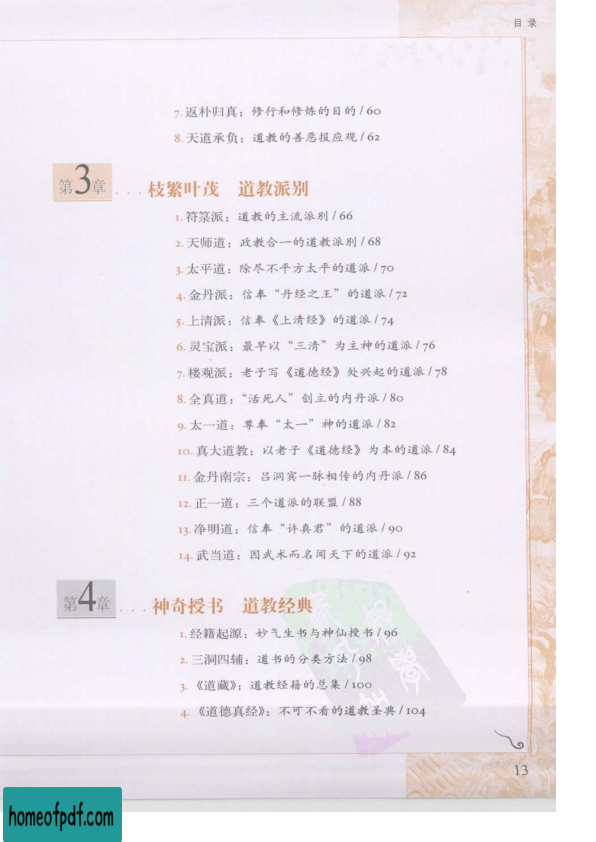 目 录
7. 返朴归真：修行和修炼的目的 / 60
8. 天道承负：道教的善恶报应观 / 62
第3章 . . . 枝繁叶茂 道教派别
1. 符箓派：道教的主流派别 / 66
2. 天师道：政教合一的道教派别 / 68
3. 太平道：除尽不平方太平的道派 / 70
4. 金丹派：信奉“丹经之王”的道派 / 72
5. 上清派：信奉《上清经》的道派 / 74
6. 灵宝派：最早以“三清”为主神的道派 / 76
7. 楼观派：老子写《道德经》处兴起的道派 / 78
8. 全真道：“活死人”创立的内丹派 / 80
9. 太一道：尊奉“太一”神的道派 / 82
10. 真大道教：以老子《道德经》为本的道派 / 84
11. 金丹南宗：吕洞宾一脉相传的内丹派 / 86
12. 正一道：三个道派的联盟 / 88
13. 净明道：信奉“许真君”的道派 / 90
14. 武当道：因武术而名闻天下的道派 / 92
第4章 . . . 神奇授书 道教经典
1. 经籍起源：妙气生书与神仙授书 / 96
2. 三洞四辅：道书的分类方法 / 98
3. 《道藏》：道教经籍的总集 / 100
4. 《道德真经》：不可不看的道教圣典 / 104
13
homeofpdf.com